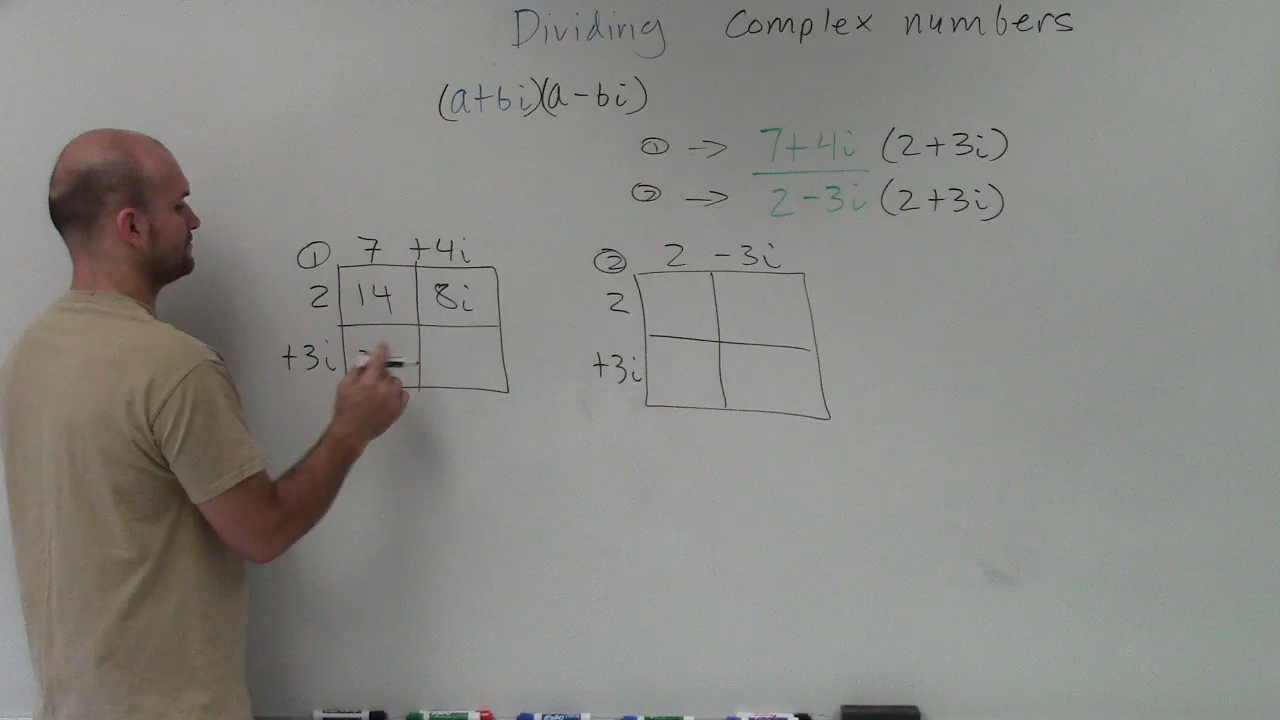 Dividing Complex numbers
(a+bi)(a-bi)
① → 7+4i (2+3i)
② → 2-3i (2+3i)
① 7 +4i
2 14 8i
+3i
② 2 -3i
2
+3i